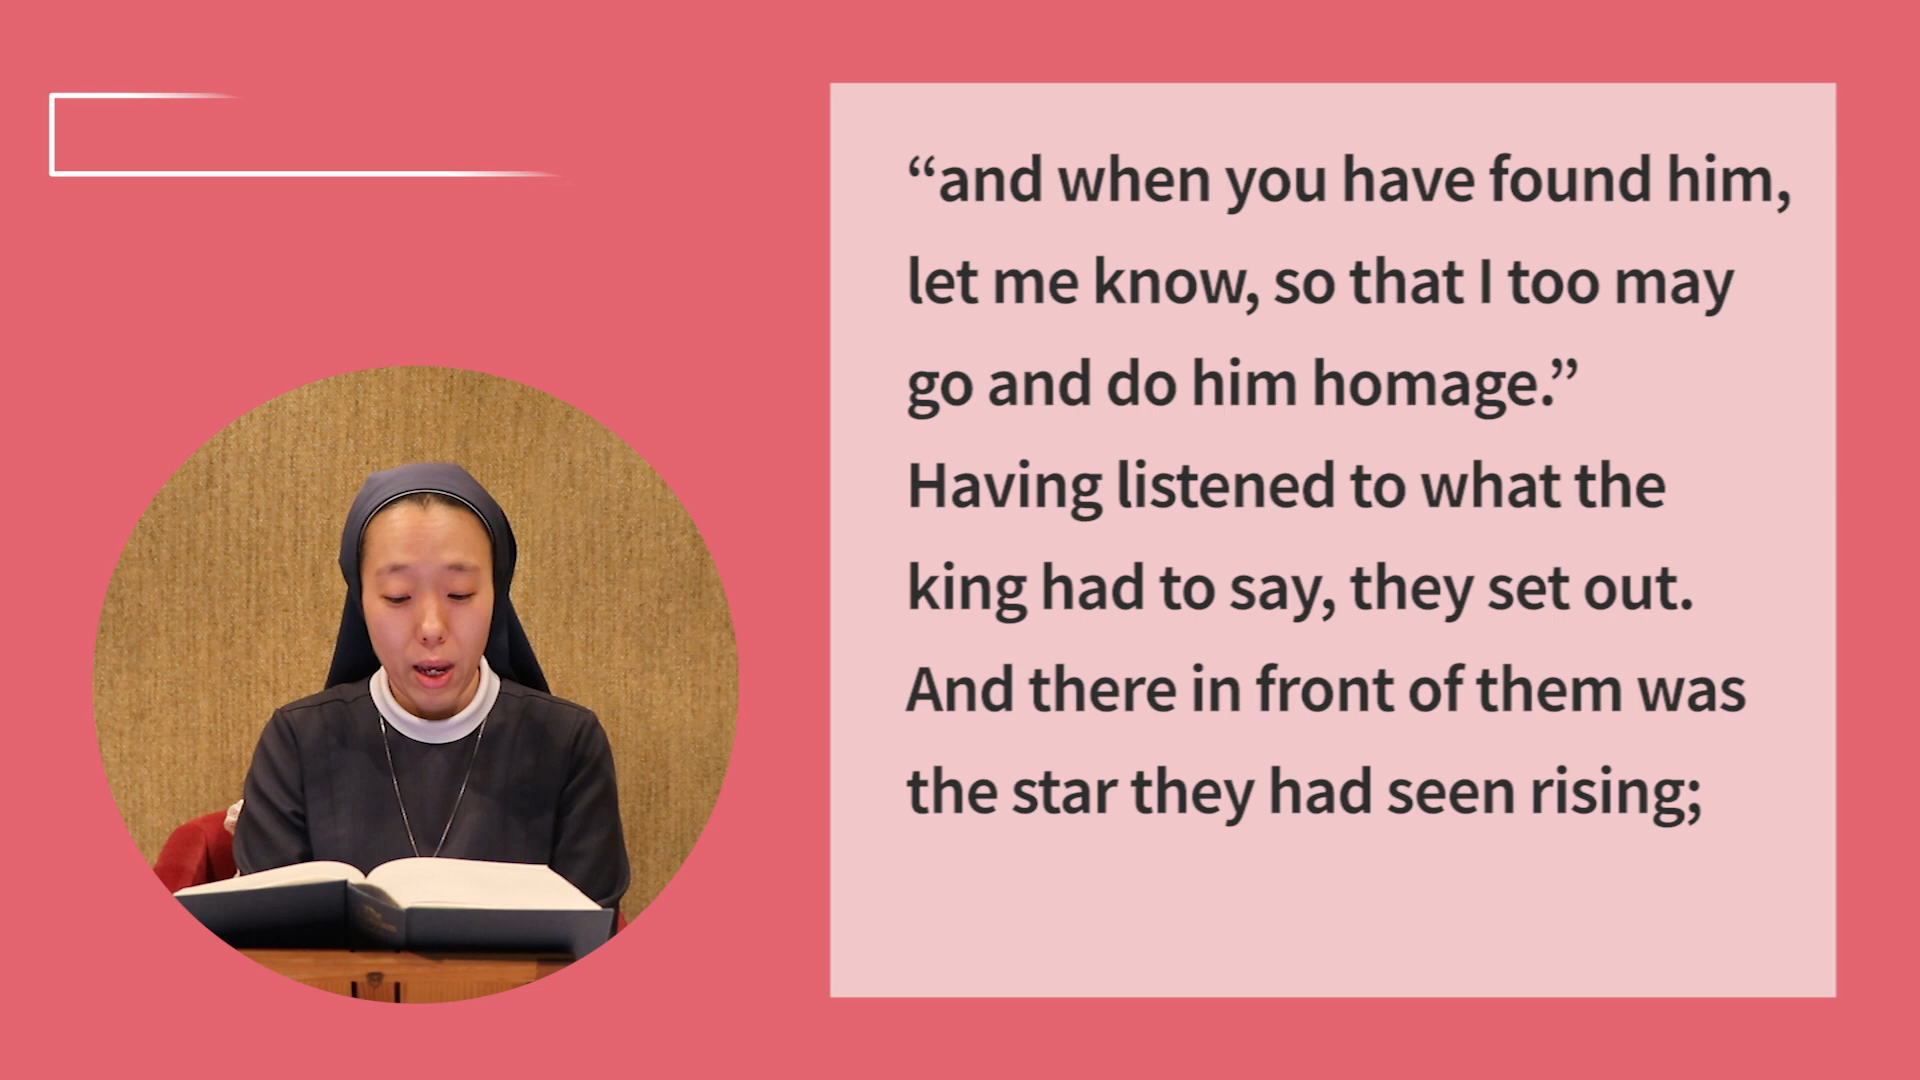 “and when you have found him,
let me know, so that I too may
go and do him homage.”
Having listened to what the
king had to say, they set out.
And there in front of them was
the star they had seen rising;